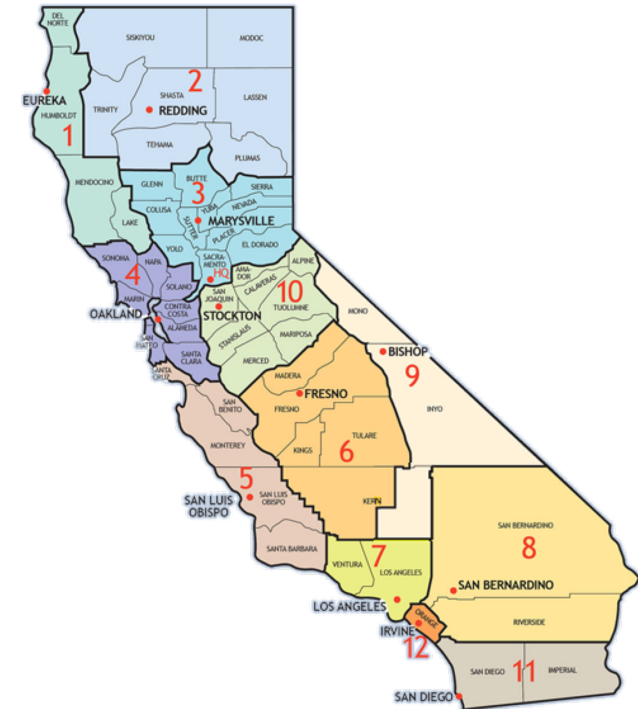 DEL
NORTE
SISKIYOU
MODOC
2
SHASTA
LASSEN
EUREKA
REDDING
TRINITY
HUMBOLDT
1
TEHAMA
PLUMAS
MENDOCINO
GLENN
BUTTE
3
SIERRA
YUBA
NEVADA
COLUSA
SUTTER
MARYSVILLE
LAKE
PLACER
YOLO
EL DORADO
SACRA-
MENTO
HQ
SONOMA
NAPA
4
SOLANO
MARIN
AMA-
DOR
ALPINE
CALAVERAS
10
SAN
JOAQUIN
TUOLUMNE
OAKLAND
CONTRA
COSTA
STOCKTON
MONO
ALAMEDA
STANISLAUS
MARIPOSA
SAN
MATEO
SANTA
CLARA
MERCED
BISHOP
SANTA
CRUZ
MADERA
9
FRESNO
SAN
BENITO
FRESNO
INYO
MONTEREY
TULARE
KINGS
6
5
SAN LUIS
OBISPO
SAN LUIS
OBISPO
KERN
SAN BERNARDINO
8
SANTA BARBARA
7
VENTURA
LOS ANGELES
SAN BERNARDINO
LOS ANGELES
ORANGE
IRVINE
RIVERSIDE
12
SAN DIEGO
11
IMPERIAL
SAN DIEGO